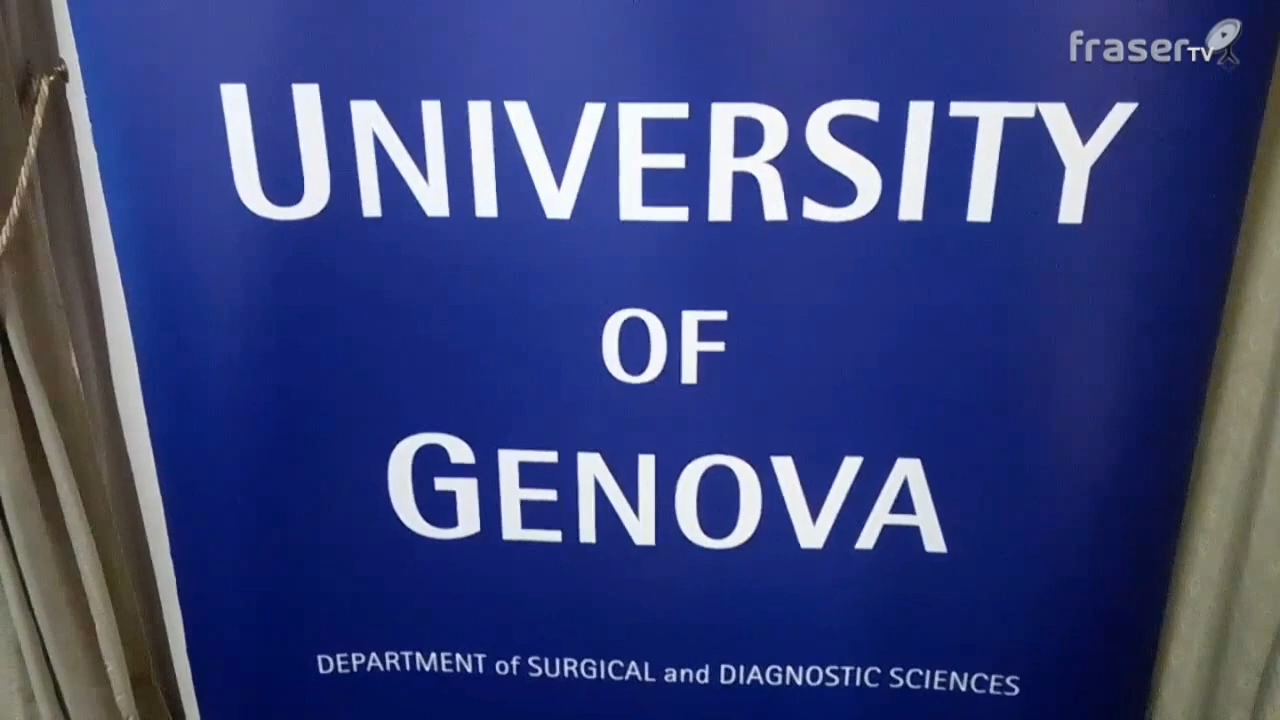 fraserTV
UNIVERSITY
OF
GENOVA
DEPARTMENT of SURGICAL and DIAGNOSTIC SCIENCES